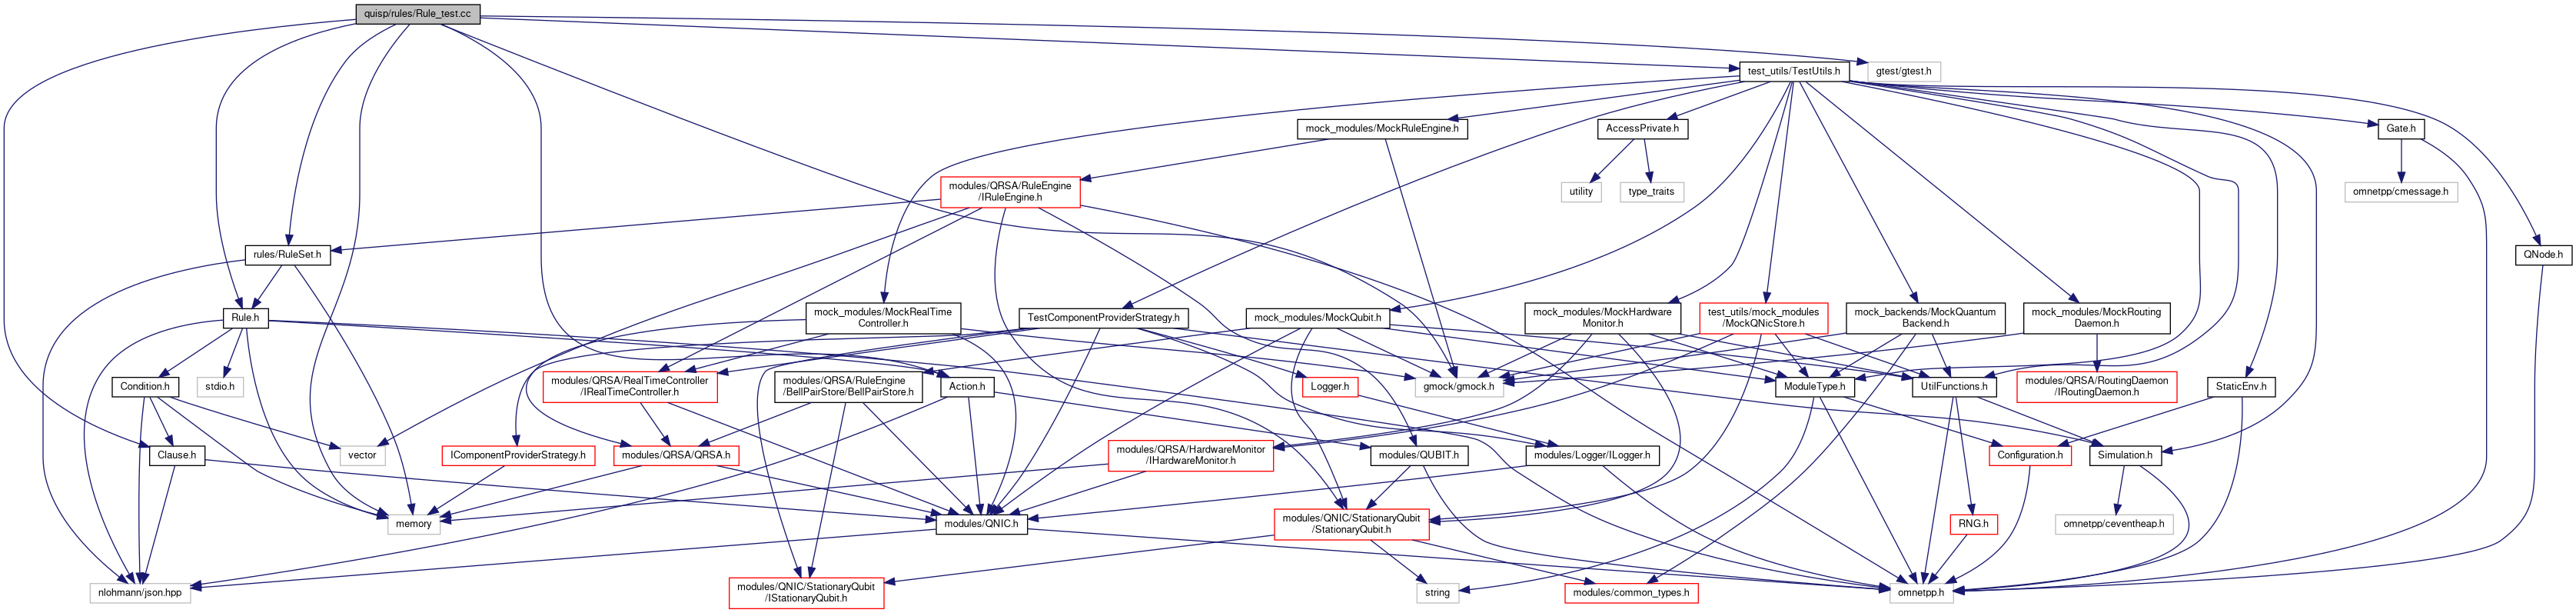 quisp/rules/Rule_test.cc
test_utils/TestUtils.h
gtest/gtest.h
mock_modules/MockRuleEngine.h
AccessPrivate.h
Gate.h
modules/QRSA/RuleEngine
/IRuleEngine.h
utility
type_traits
omnetpp/cmessage.h
rules/RuleSet.h
QNode.h
Rule.h
mock_modules/MockRealTime
Controller.h
TestComponentProviderStrategy.h
mock_modules/MockQubit.h
mock_modules/MockHardware
Monitor.h
test_utils/mock_modules
/MockQNicStore.h
mock_backends/MockQuantum
Backend.h
mock_modules/MockRouting
Daemon.h
Condition.h
stdio.h
modules/QRSA/RealTimeController
/IRealTimeController.h
modules/QRSA/RuleEngine
/BellPairStore/BellPairStore.h
Action.h
Logger.h
gmock/gmock.h
ModuleType.h
UtilFunctions.h
modules/QRSA/RoutingDaemon
/IRoutingDaemon.h
StaticEnv.h
Clause.h
vector
IComponentProviderStrategy.h
modules/QRSA/QRSA.h
modules/QRSA/HardwareMonitor
/IHardwareMonitor.h
modules/QUBIT.h
modules/Logger/ILogger.h
Configuration.h
Simulation.h
memory
modules/QNIC.h
modules/QNIC/StationaryQubit
/StationaryQubit.h
RNG.h
omnetpp/ceventheap.h
nlohmann/json.hpp
modules/QNIC/StationaryQubit
/IStationaryQubit.h
string
modules/common_types.h
omnetpp.h